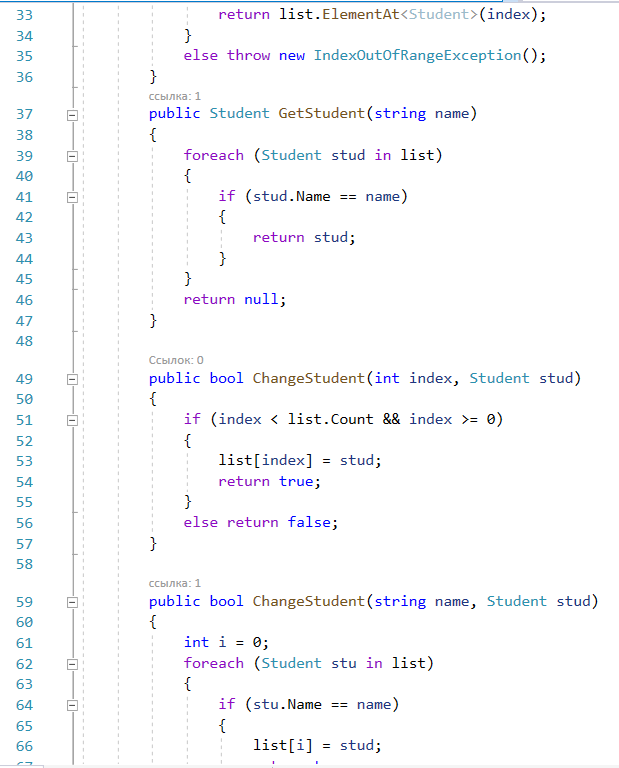 33 return list.ElementAt<Student>(index);
34 }
35 else throw new IndexOutOfRangeException();
36 }
ссылка: 1
37 public Student GetStudent(string name)
38 {
39 foreach (Student stud in list)
40 {
41 if (stud.Name == name)
42 {
43 return stud;
44 }
45 }
46 return null;
47 }
48
Ссылок: 0
49 public bool ChangeStudent(int index, Student stud)
50 {
51 if (index < list.Count && index >= 0)
52 {
53 list[index] = stud;
54 return true;
55 }
56 else return false;
57 }
58
ссылка: 1
59 public bool ChangeStudent(string name, Student stud)
60 {
61 int i = 0;
62 foreach (Student stu in list)
63 {
64 if (stu.Name == name)
65 {
66 list[i] = stud;